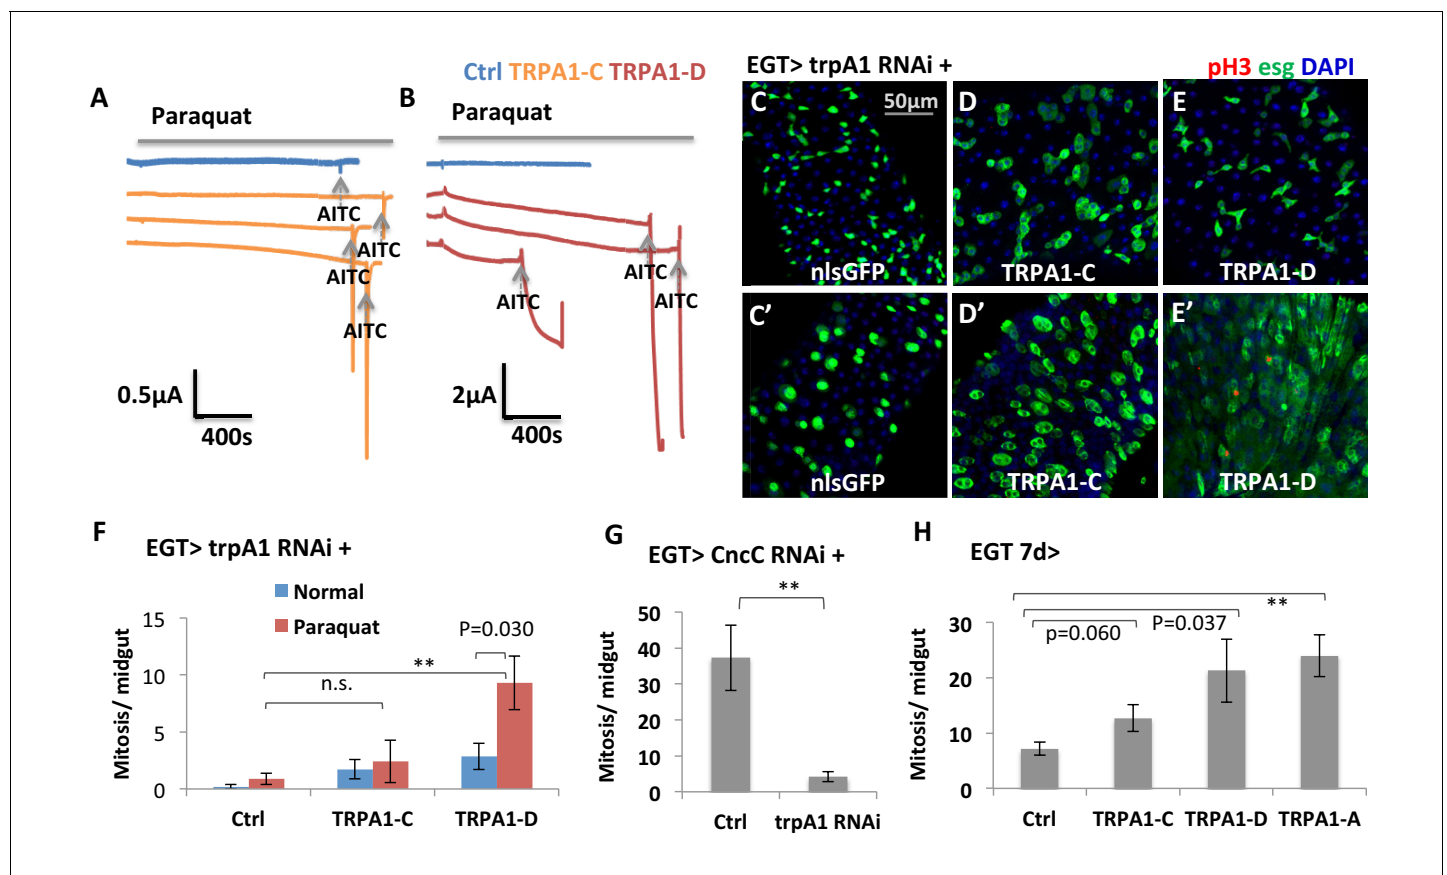 Ctrl TRPA1-C TRPA1-D
A
Paraquat
AITC
AITC
AITC
AITC
0.5µA
400s
B
Paraquat
AITC
AITC
AITC
2µA
400s
EGT> trpA1 RNAi +
pH3 esg DAPI
C
50µm
nlsGFP
D
TRPA1-C
E
TRPA1-D
C’
nlsGFP
D’
TRPA1-C
E’
TRPA1-D
F
EGT> trpA1 RNAi +
Normal
Paraquat
Mitosis/ midgut
15
10
5
0
P=0.030
**
n.s.
Ctrl
TRPA1-C
TRPA1-D
G
EGT> CncC RNAi +
**
Mitosis/ midgut
50
40
30
20
10
0
Ctrl
trpA1 RNAi
H
EGT 7d>
**
p=0.060
P=0.037
Mitosis/ midgut
30
20
10
0
Ctrl
TRPA1-C
TRPA1-D
TRPA1-A